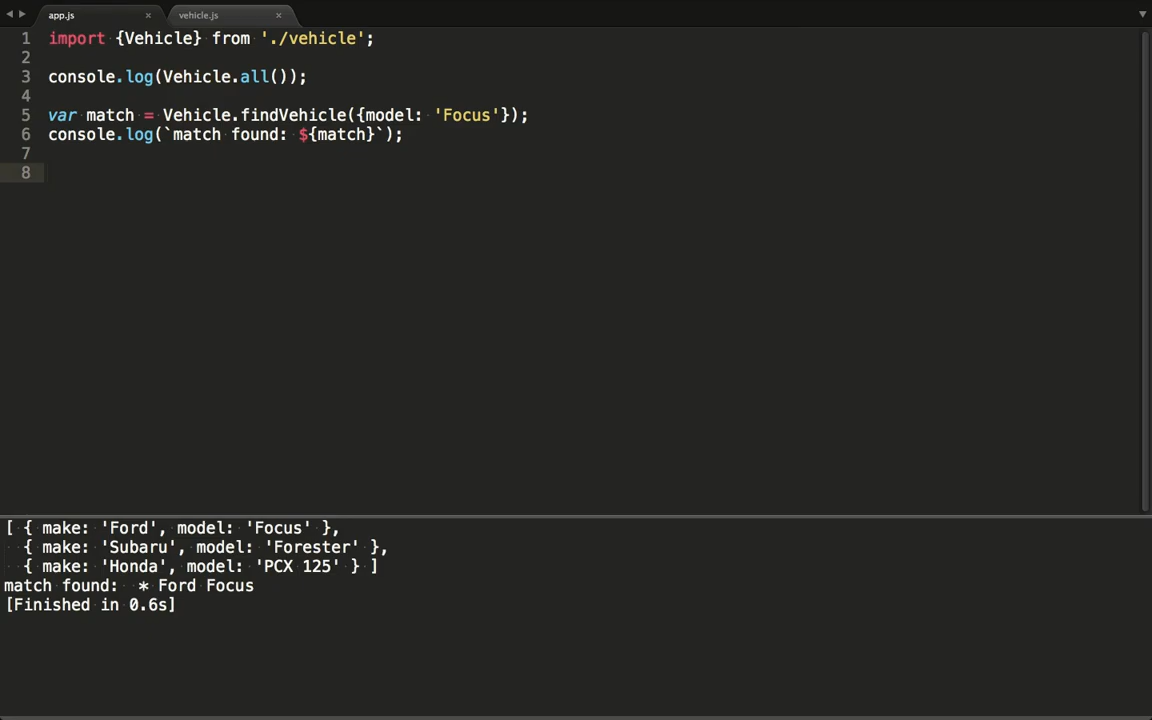 app.js × vehicle.js ×
1 import {Vehicle} from './vehicle';
2
3 console.log(Vehicle.all());
4
5 var match = Vehicle.findVehicle({model: 'Focus'});
6 console.log(`match found: ${match}`);
7
8
[ { make: 'Ford', model: 'Focus' },
  { make: 'Subaru', model: 'Forester' },
  { make: 'Honda', model: 'PCX 125' } ]
match found:  * Ford Focus
[Finished in 0.6s]